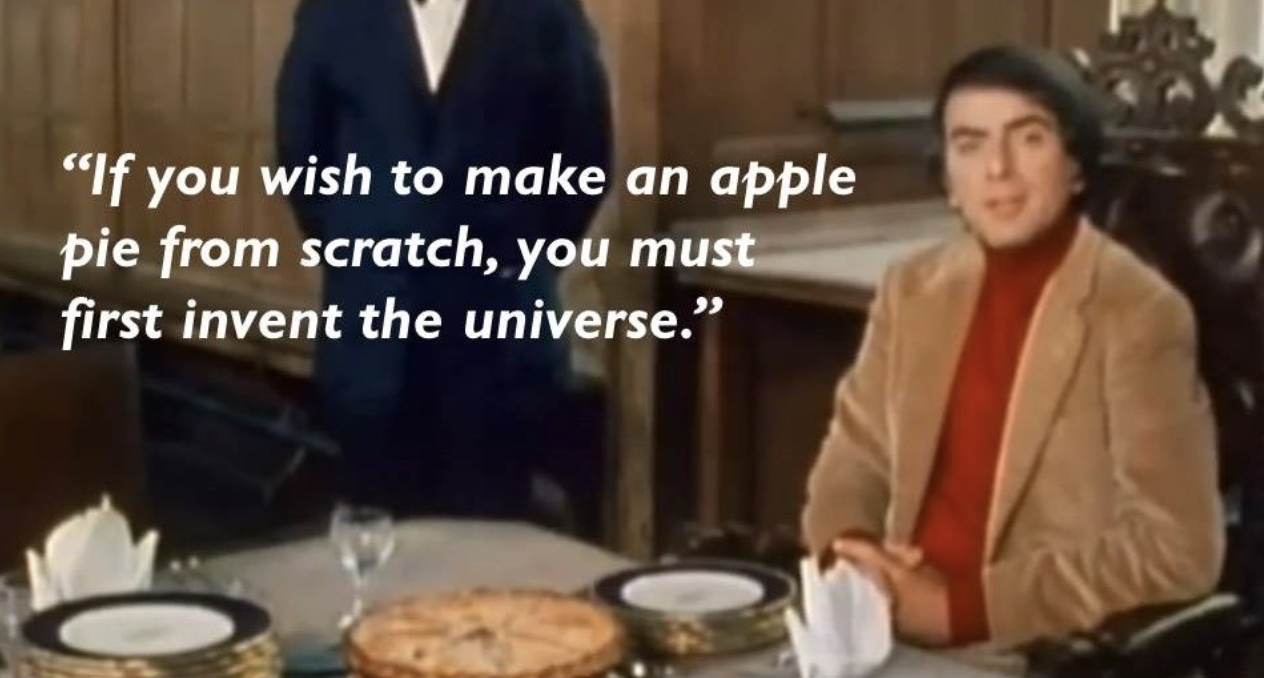 “If you wish to make an apple
pie from scratch, you must
first invent the universe.”